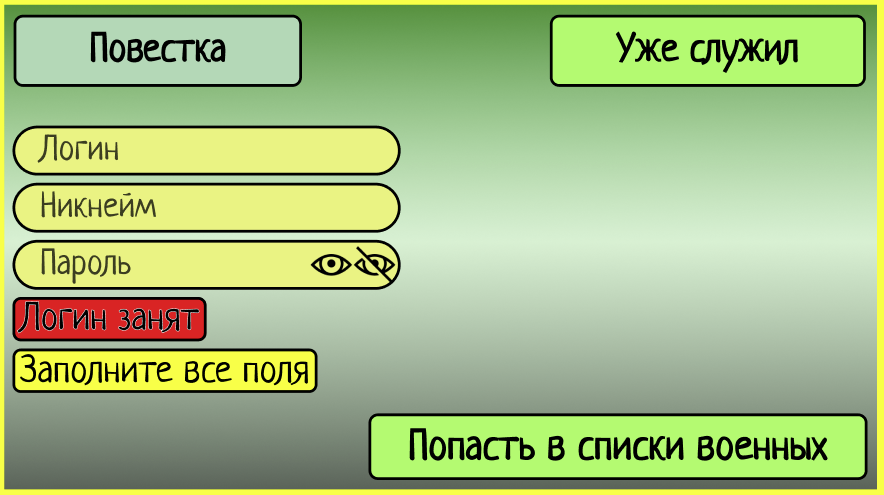 Повестка
Уже служил
Логин
Никнейм
Пароль
Логин занят
Заполните все поля
Попасть в списки военных